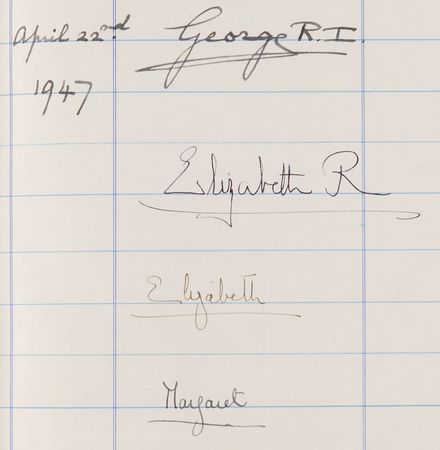 April 22nd George R.I.
1947
Elizabeth R
Elizabeth
Margaret